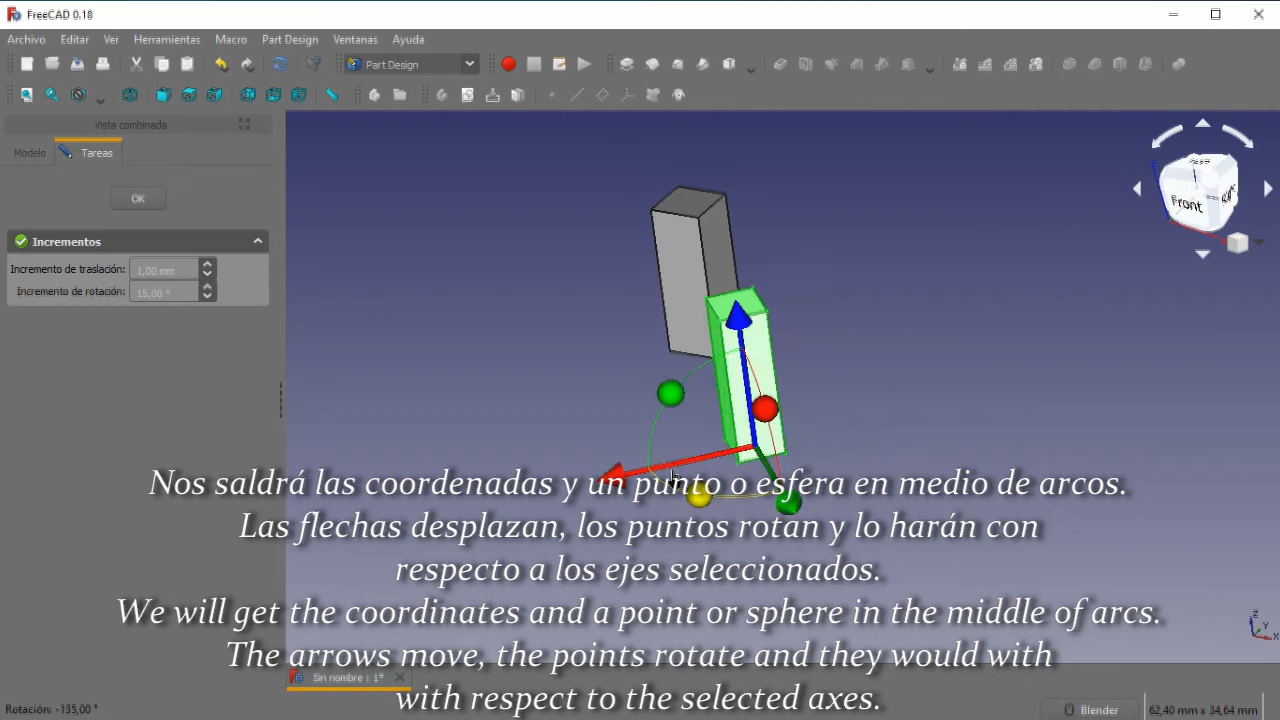 FreeCAD 0.18
Archivo Editar Ver Herramientas Macro Part Design Ventanas Ayuda
Part Design
Vista combinada
Modelo Tareas
OK
Incrementos
Incremento de traslación: 1,00 mm
Incremento de rotación: 15,00 °
Front
Nos saldrá las coordenadas y un punto o esfera en medio de arcos.
Las flechas desplazan, los puntos rotan y lo harán con
respecto a los ejes seleccionados.
We will get the coordinates and a point or sphere in the middle of arcs.
The arrows move, the points rotate and they would with
with respect to the selected axes.
Z
Y
X
Sin nombre : 1*
Rotación: -135,00 °
Blender
62,40 mm x 34,64 mm